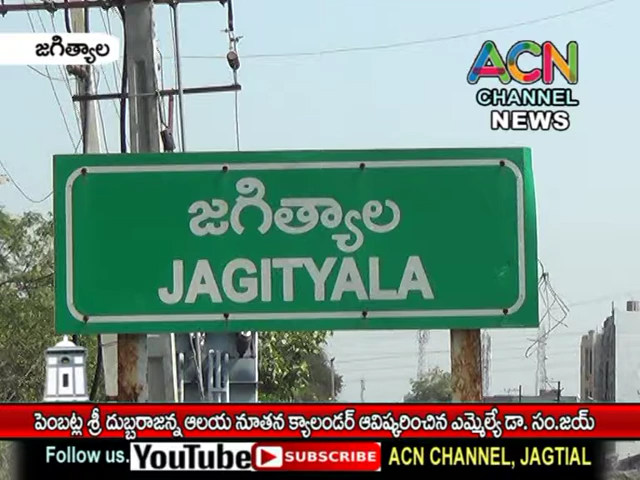 జగిత్యాల
ACN
CHANNEL
NEWS
జగిత్యాల
JAGITYALA
పెంబట్ల శ్రీ దుబ్బరాజన్న ఆలయ నూతన క్యాలండర్ ఆవిష్కరించిన ఎమ్మెల్యే డా. సం.జయ్
Follow us. YouTube SUBSCRIBE ACN CHANNEL, JAGTIAL